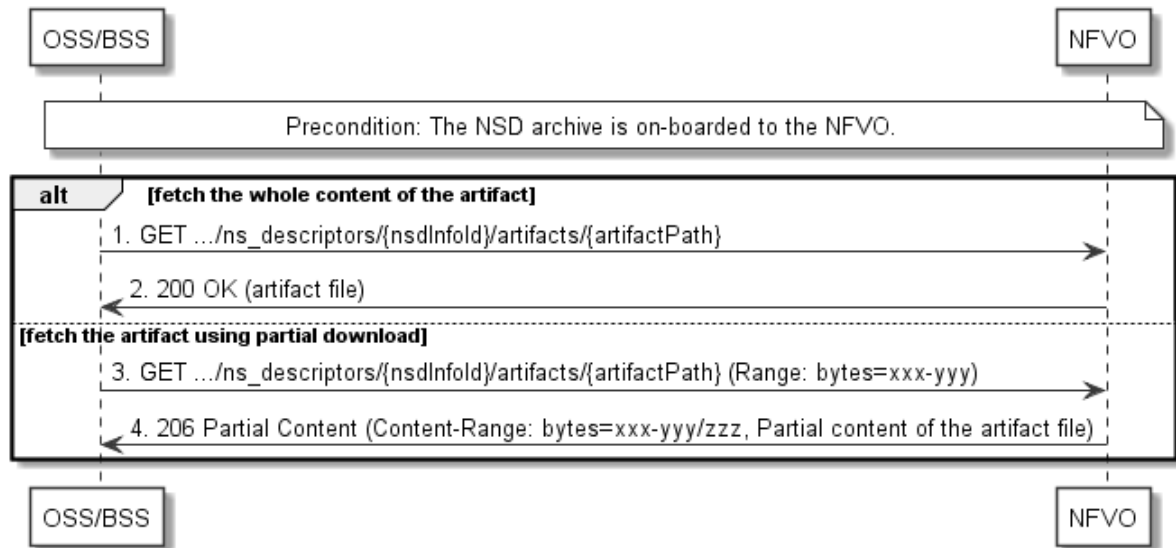 OSS/BSS
NFVO
Precondition: The NSD archive is on-boarded to the NFVO.
alt
[fetch the whole content of the artifact]
1. GET .../ns_descriptors/{nsdInfoId}/artifacts/{artifactPath}
2. 200 OK (artifact file)
[fetch the artifact using partial download]
3. GET .../ns_descriptors/{nsdInfoId}/artifacts/{artifactPath} (Range: bytes=xxx-yyy)
4. 206 Partial Content (Content-Range: bytes=xxx-yyy/zzz, Partial content of the artifact file)
OSS/BSS
NFVO